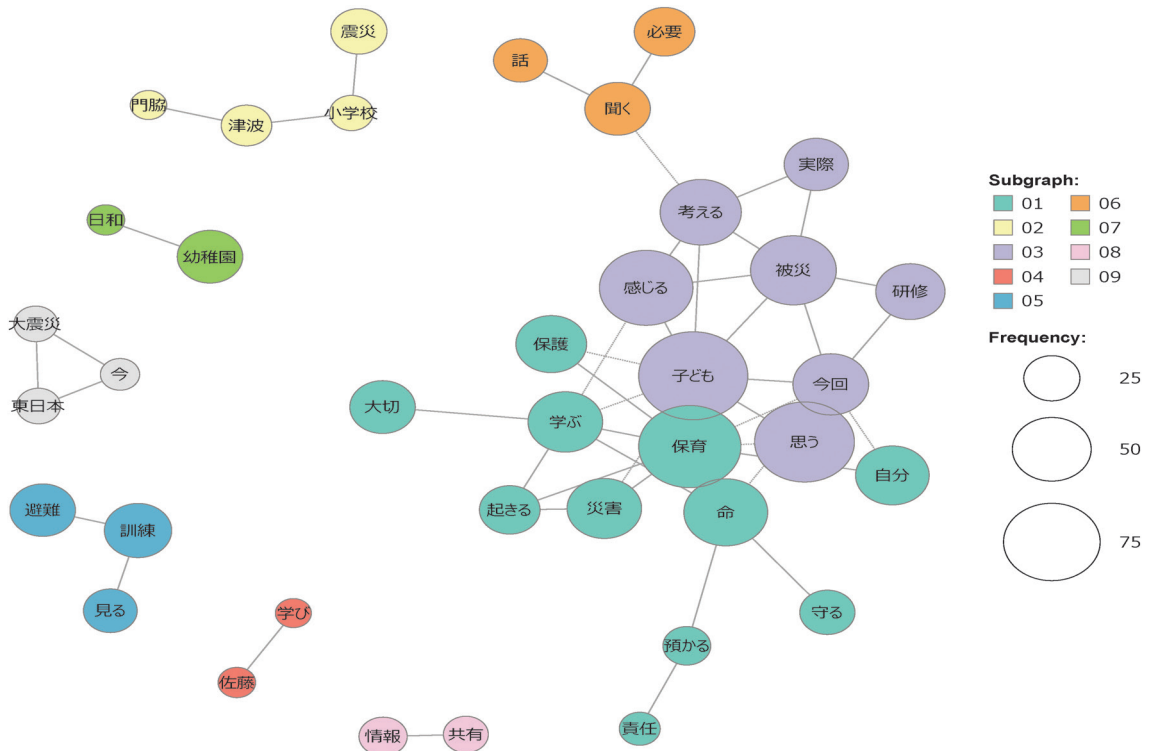 震災
必要
話
門脇
津波
小学校
聞く
実際
考える
日和
幼稚園
感じる
被災
研修
大震災
今
東日本
保護
子ども
今回
大切
学ぶ
保育
思う
自分
起きる
災害
命
避難
訓練
見る
学び
佐藤
守る
預かる
責任
情報
共有
Subgraph:
01
06
02
07
03
08
04
09
05
Frequency:
25
50
75